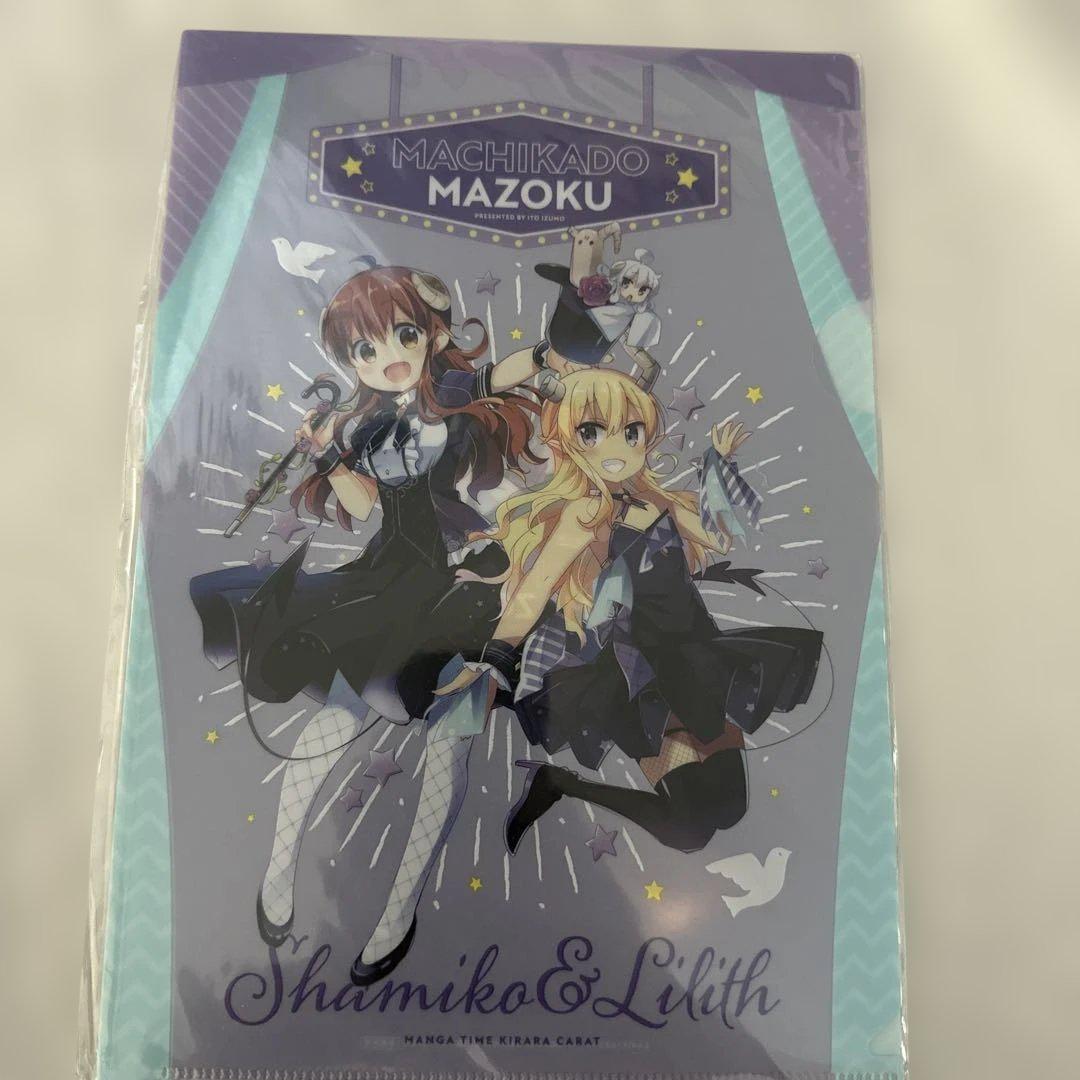 MACHIKADO
MAZOKU
PRESENTED BY ITO IZUMO
Shamiko & Lilith
MANGA TIME KIRARA CARAT